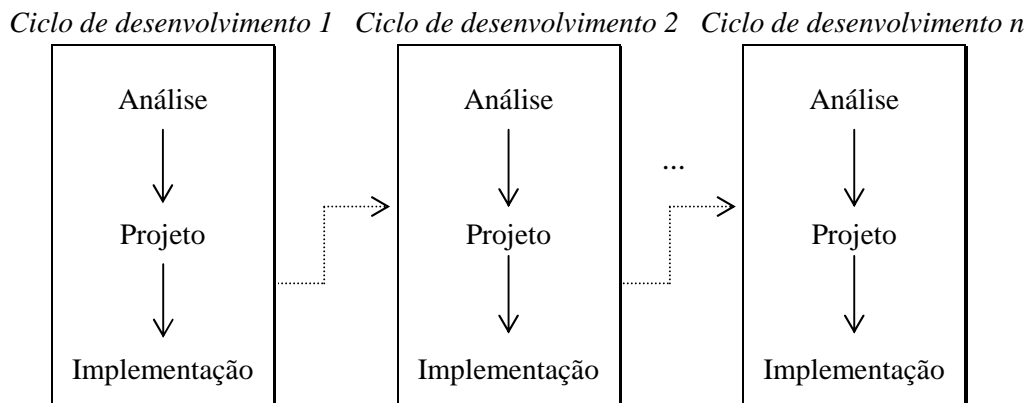 Ciclo de desenvolvimento 1 Ciclo de desenvolvimento 2 Ciclo de desenvolvimento n
Análise Análise Análise
...
Projeto Projeto Projeto
Implementação Implementação Implementação